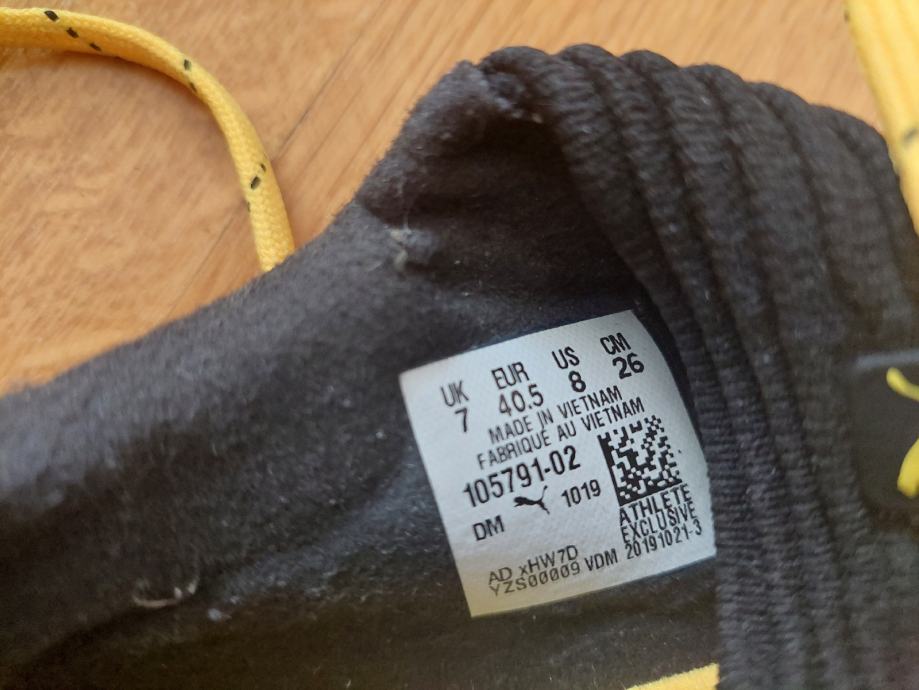 UK EUR US CM
7 40.5 8 26
MADE IN VIETNAM
FABRIQUE AU VIETNAM
105791-02
DM 1019
ATHLETE
EXCLUSIVE
20191021-3
AD xHW7D
YZS00009 VDM